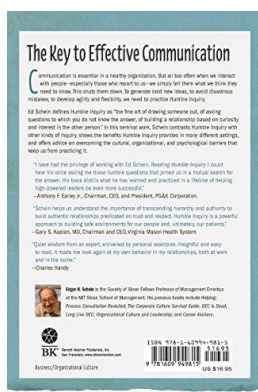 The Key to Effective Communication
Communication is essential in a healthy organization. But all too often when we interact
with people—especially those who report to us—we simply tell them what we think they
need to know. This shuts them down. To generate bold new ideas, to avoid disastrous
mistakes, to develop agility and flexibility, we need to practice Humble Inquiry.
Ed Schein defines Humble Inquiry as "the fine art of drawing someone out, of asking
questions to which you do not know the answer, of building a relationship based on curiosity
and interest in the other person." In this seminal work, Schein contrasts Humble Inquiry with
other kinds of inquiry, shows the benefits Humble Inquiry provides in many different settings,
and offers advice on overcoming the cultural, organizational, and psychological barriers that
keep us from practicing it.
"I have had the privilege of working with Ed Schein. Reading Humble Inquiry I could
hear his voice asking me those humble questions that joined us in a mutual search for
the answer. His book distills what he has learned and practiced in a lifetime of helping
high-powered leaders be even more successful."
—Anthony F. Earley Jr., Chairman, CEO, and President, PG&E Corporation
"Schein helps us understand the importance of transcending hierarchy and authority to
build authentic relationships predicated on trust and respect. Humble Inquiry is a powerful
approach to building safe environments for our people and, ultimately, our patients."
—Gary S. Kaplan, MD, Chairman and CEO, Virginia Mason Health System
"Quiet wisdom from an expert, enlivened by personal examples. Insightful and easy
to read, it made me look again at my own behavior in my relationships, both at work
and in the home."
—Charles Handy
Edgar H. Schein is the Society of Sloan Fellows Professor of Management Emeritus
at the MIT Sloan School of Management. His previous books include Helping;
Process Consultation Revisited; The Corporate Culture Survival Guide; DEC Is Dead,
Long Live DEC; Organizational Culture and Leadership; and Career Anchors.
BK
Berrett-Koehler Publishers, Inc.
San Francisco, www.bkconnection.com
Business/Organizational Culture
ISBN 978-1-60994-981-5
51695
9 781609 949815
US $16.95